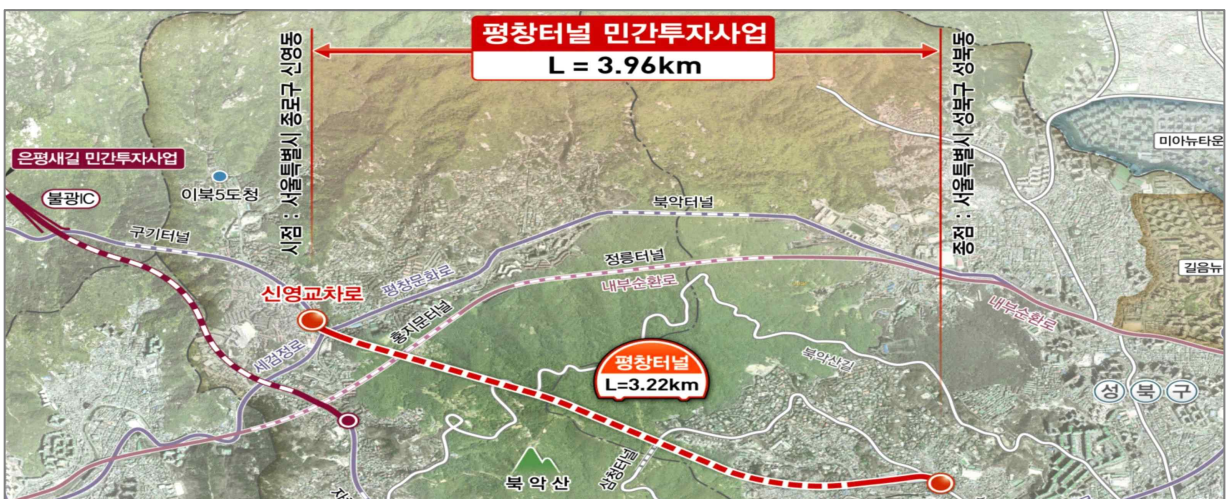 평창터널 민간투자사업
L = 3.96km
시점 : 서울특별시 종로구 신영동
종점 : 서울특별시 성북구 성북동
미아뉴타운
은평새길 민간투자사업
이북5도청
불광IC
구기터널
북악터널
정릉터널
길음뉴
신영교차로
평창문화로
내부순환로
내부순환로
홍지문터널
세검정로
평창터널
L=3.22km
북악산길
성북구
삼청터널
북악산